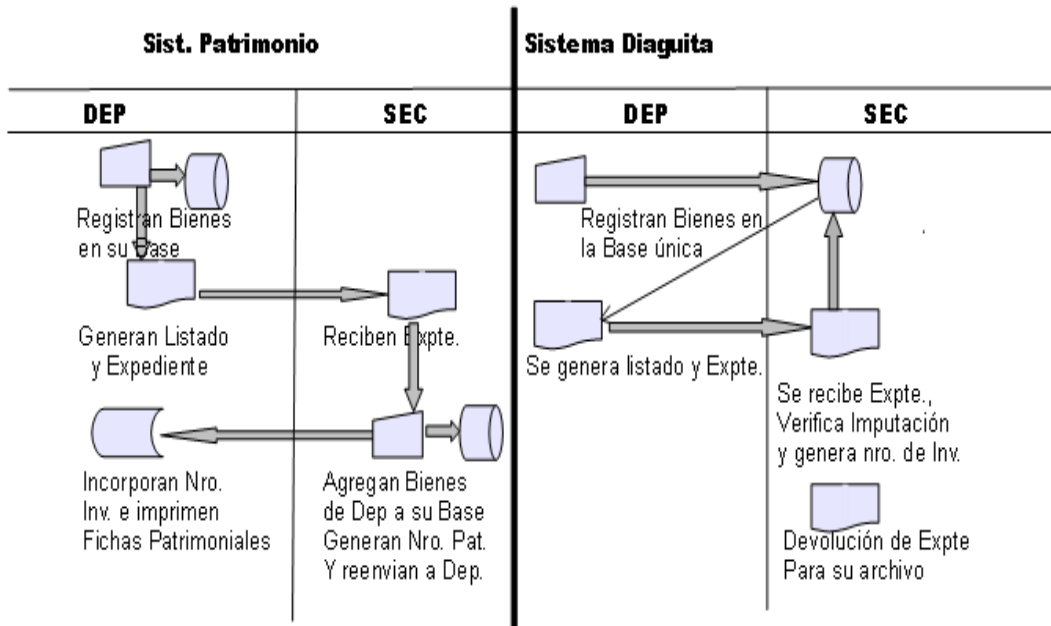 Sist. Patrimonio
Sistema Diaguita
DEP
SEC
DEP
SEC
Registran Bienes
en su Base
Generan Listado
y Expediente
Reciben Expte.
Incorporan Nro.
Inv. e imprimen
Fichas Patrimoniales
Agregan Bienes
de Dep a su Base
Generan Nro. Pat.
Y reenvian a Dep.
Registran Bienes en
la Base única
Se genera listado y Expte.
Se recibe Expte.,
Verifica Imputación
y genera nro. de Inv.
Devolución de Expte
Para su archivo